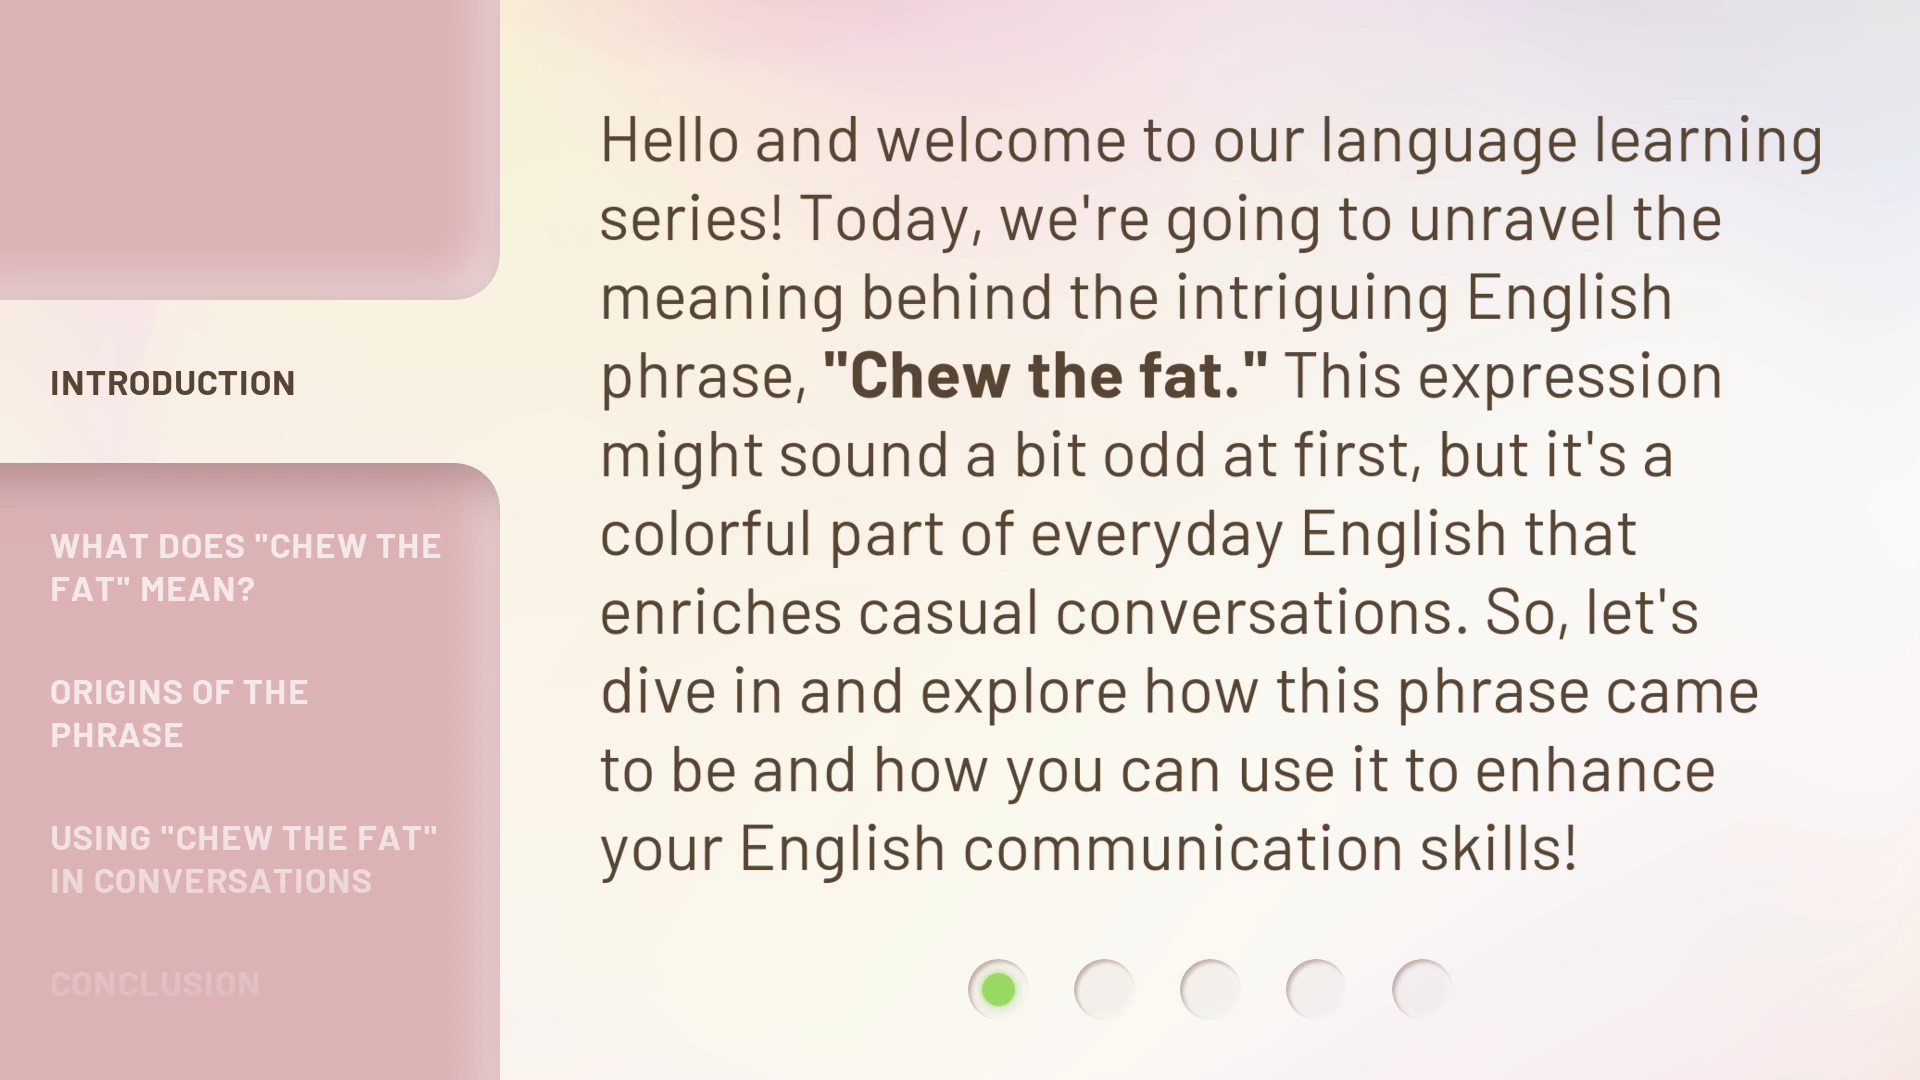 INTRODUCTION
WHAT DOES "CHEW THE
FAT" MEAN?
ORIGINS OF THE
PHRASE
USING "CHEW THE FAT"
IN CONVERSATIONS
CONCLUSION
Hello and welcome to our language learning
series! Today, we're going to unravel the
meaning behind the intriguing English
phrase, "Chew the fat." This expression
might sound a bit odd at first, but it's a
colorful part of everyday English that
enriches casual conversations. So, let's
dive in and explore how this phrase came
to be and how you can use it to enhance
your English communication skills!